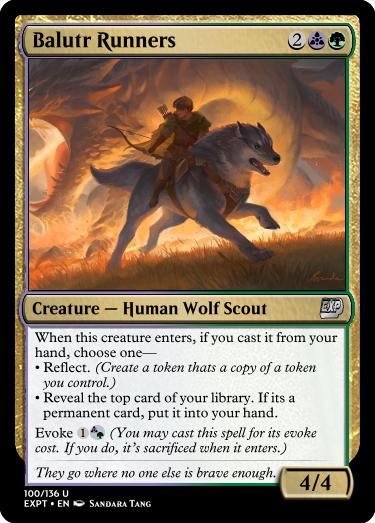 Balutr Runners 2
Creature — Human Wolf Scout EXP
When this creature enters, if you cast it from your
hand, choose one—
• Reflect. (Create a token thats a copy of a token
you control.)
• Reveal the top card of your library. If its a
permanent card, put it into your hand.
Evoke 1 (You may cast this spell for its evoke
cost. If you do, it’s sacrificed when it enters.)
They go where no one else is brave enough.
4/4
100/136 U
EXPT • EN Sandara Tang